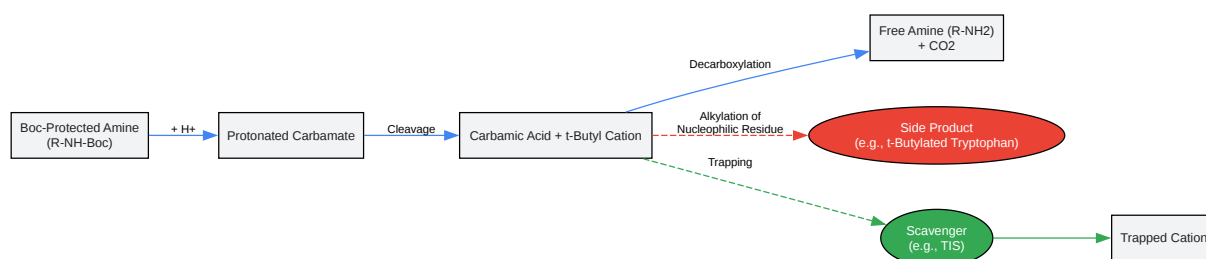 Boc-Protected Amine
(R-NH-Boc)
+ H+
Protonated Carbamate
Cleavage
Carbamic Acid + t-Butyl Cation
Decarboxylation
Free Amine (R-NH2)
+ CO2
Alkylation of
Nucleophilic Residue
Side Product
(e.g., t-Butylated Tryptophan)
Trapping
Scavenger
(e.g., TIS)
Trapped Cation